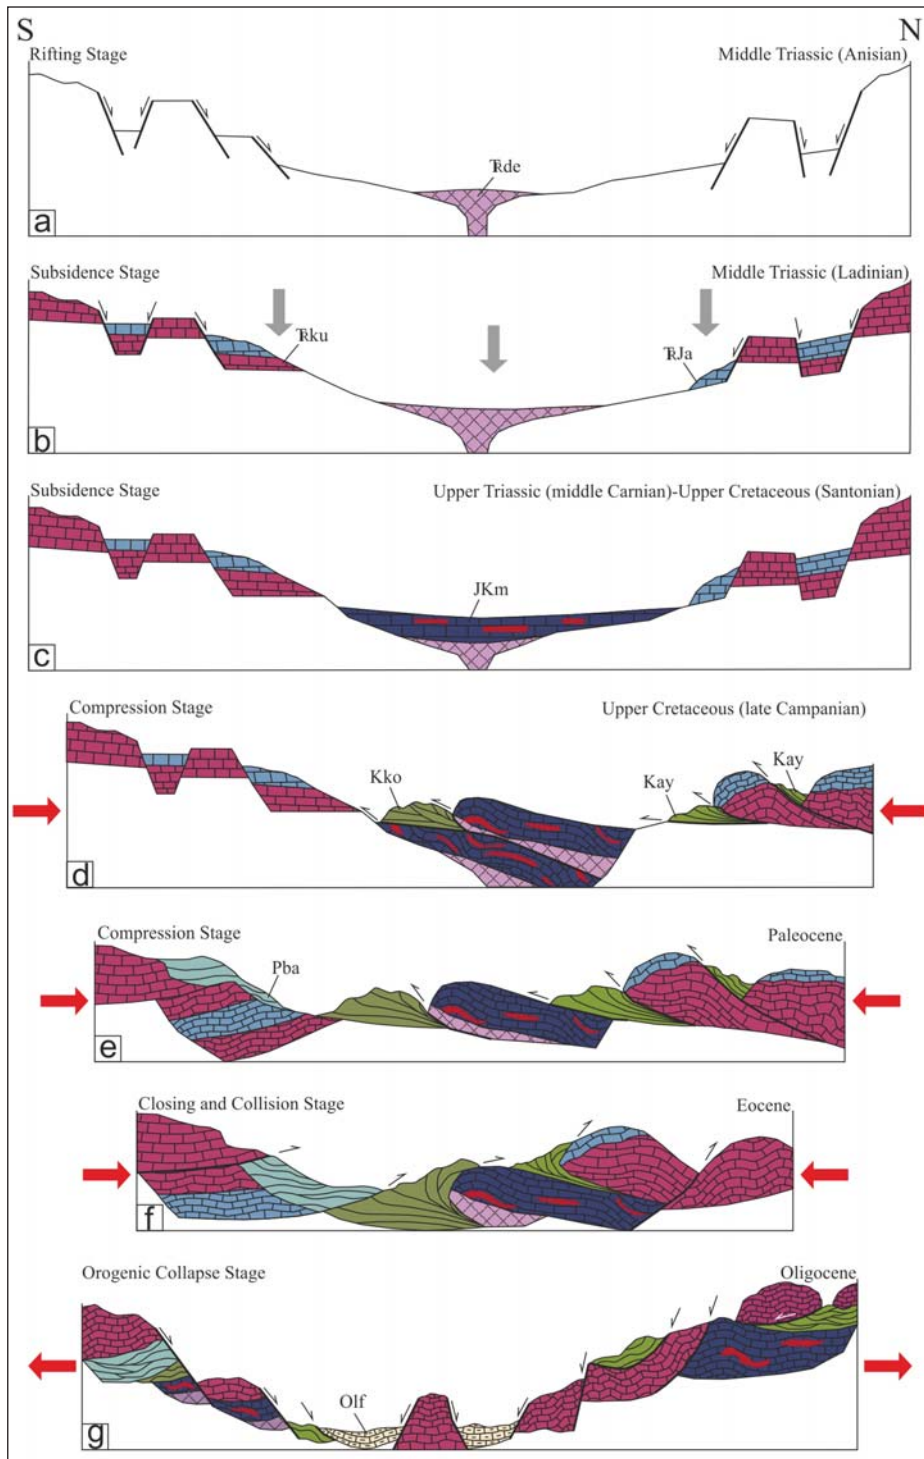 S N
Rifting Stage Middle Triassic (Anisian)
TRde
a
Subsidence Stage Middle Triassic (Ladinian)
TRku
TRJa
b
Subsidence Stage Upper Triassic (middle Carnian)-Upper Cretaceous (Santonian)
JKm
c
Compression Stage Upper Cretaceous (late Campanian)
Kko Kay Kay
d
Compression Stage Paleocene
Pba
e
Closing and Collision Stage Eocene
f
Orogenic Collapse Stage Oligocene
Olf
g